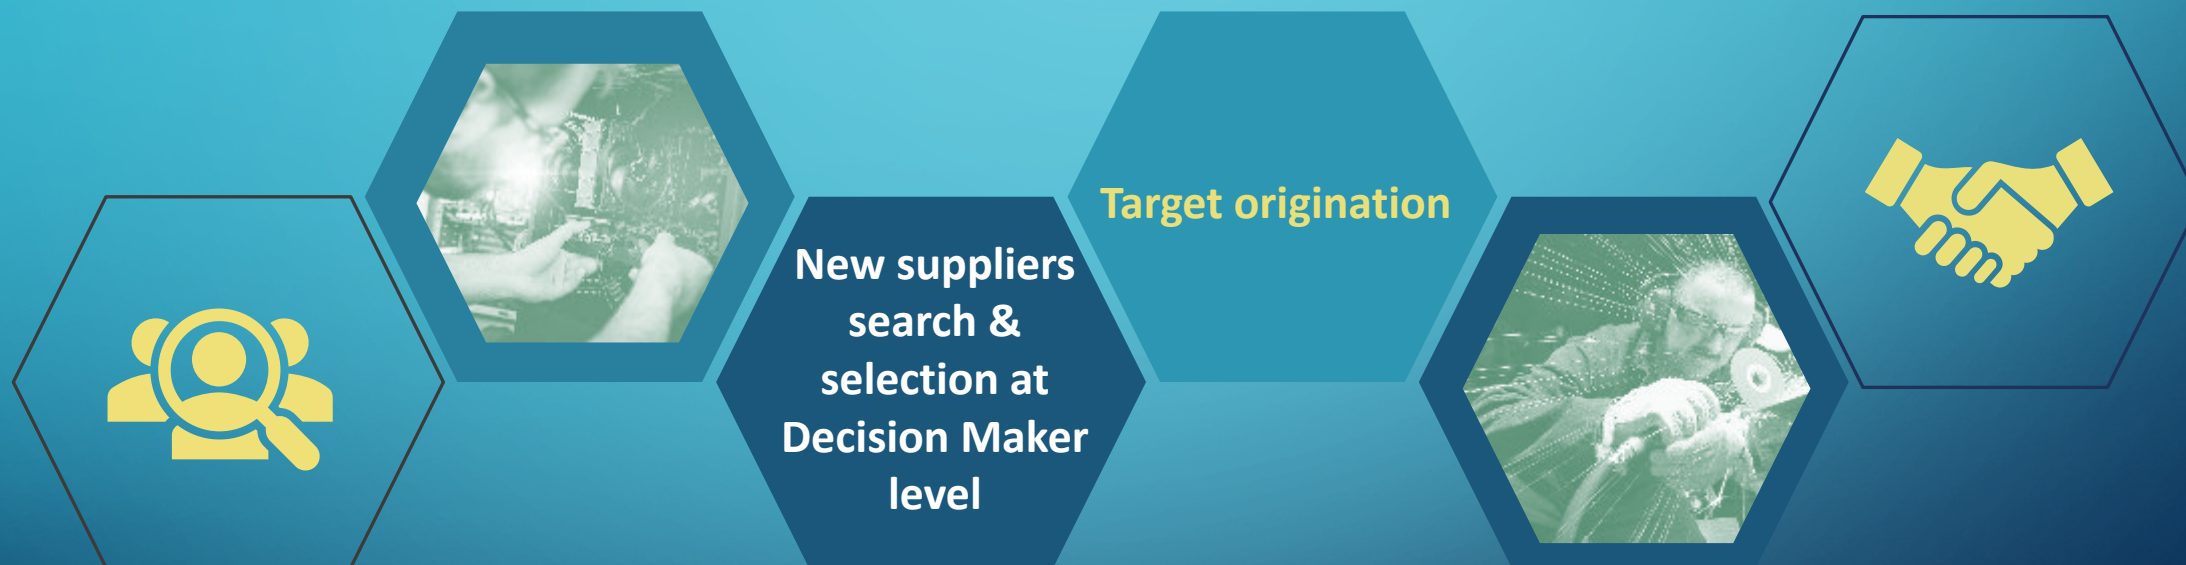 New suppliers
search &
selection at
Decision Maker
level
Target origination